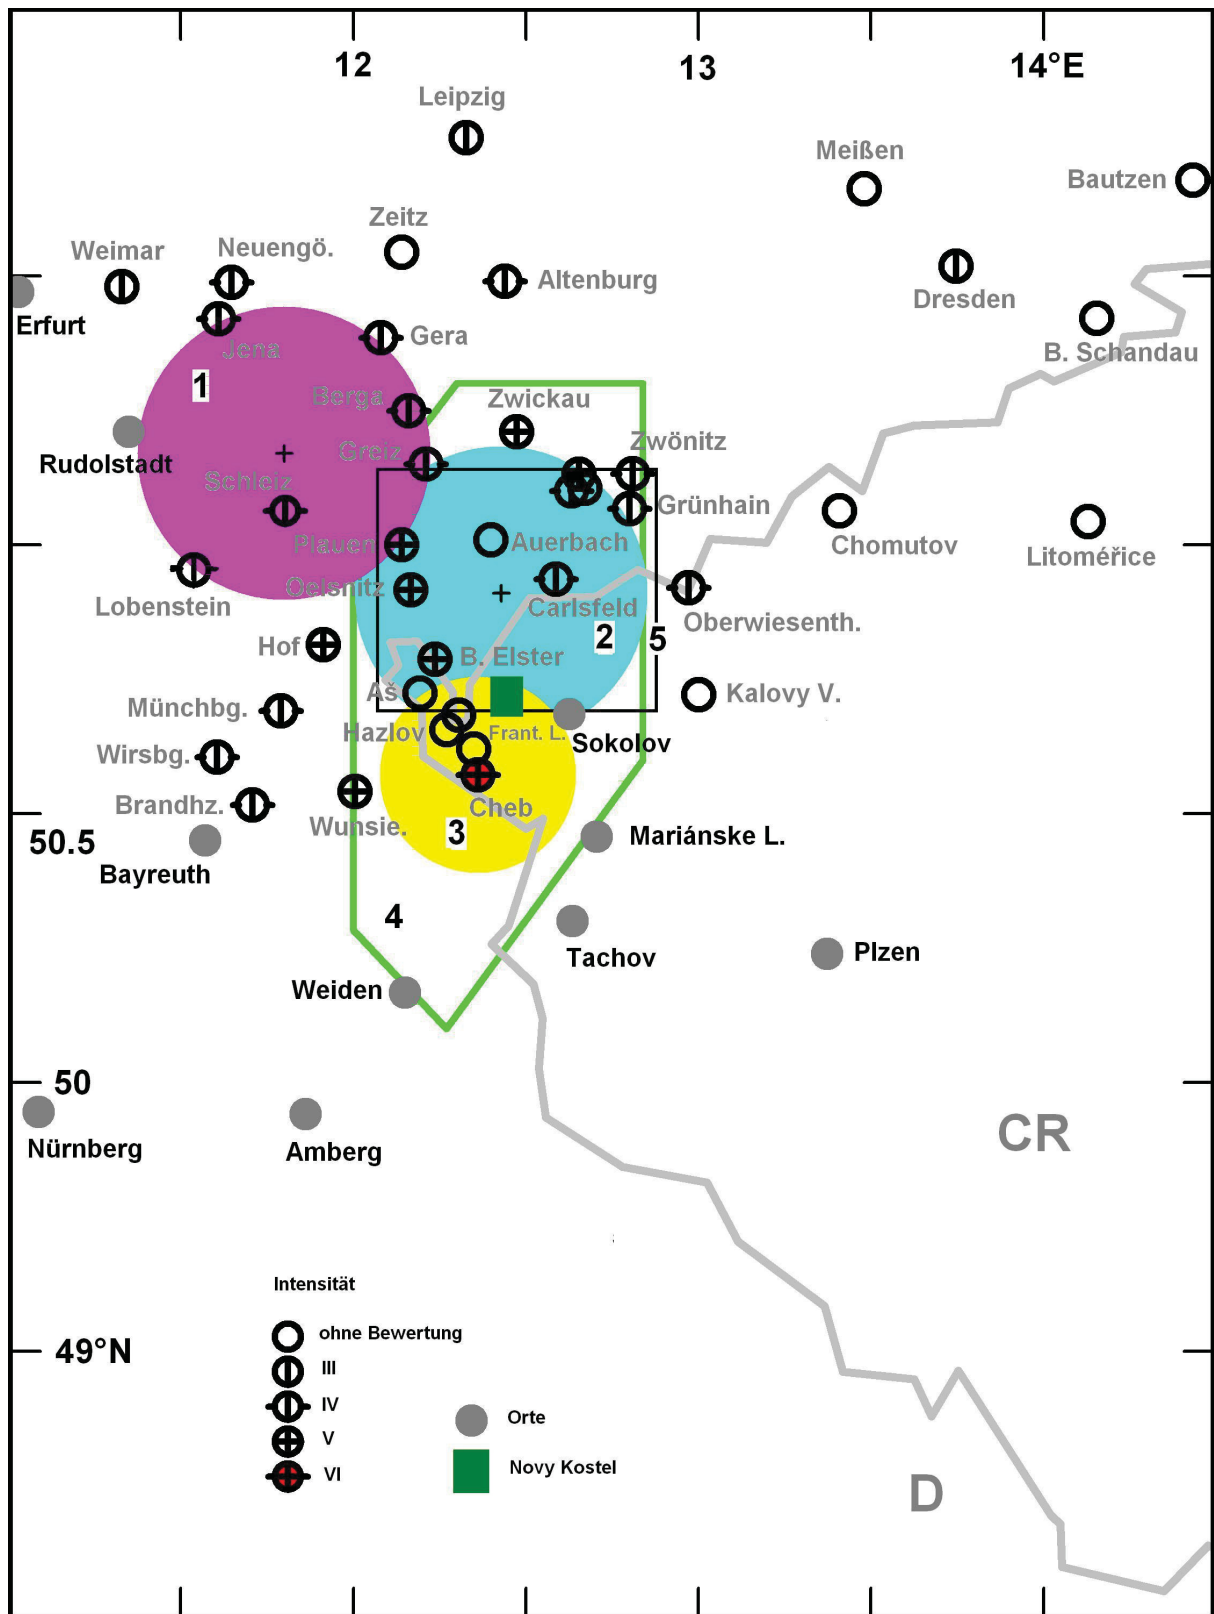 12
13
14°E
Leipzig
Meißen
Bautzen
Zeitz
Weimar
Neuengö.
Altenburg
Dresden
Erfurt
Jena
Gera
B. Schandau
1
Berga
Zwickau
Zwönitz
Rudolstadt
Greiz
Schleiz
Grünhain
Plauen
Auerbach
Chomutov
Litoméřice
Oelsnitz
Carlsfeld
Lobenstein
Oberwiesenth.
2
5
Hof
B. Elster
Aš
Kalovy V.
Münchbg.
Hazlov
Frant. L.
Sokolov
Wirsbg.
Brandhz.
Cheb
Wunsie.
3
Mariánske L.
50.5
Bayreuth
4
Tachov
Plzen
Weiden
50
Nürnberg
Amberg
CR
Intensität
ohne Bewertung
49°N
III
IV
Orte
V
Novy Kostel
VI
D